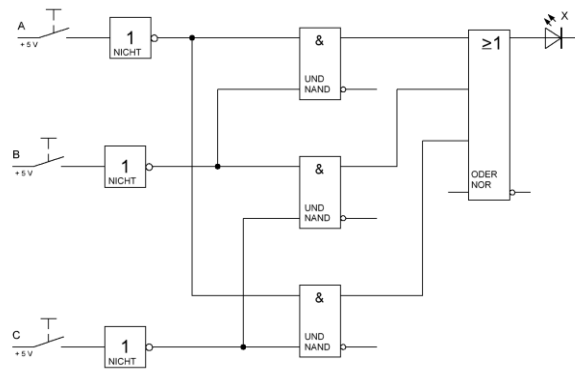 A
+ 5 V
1
NICHT
&
UND
NAND
≥1
ODER
NOR
X
B
+ 5 V
1
NICHT
&
UND
NAND
C
+ 5 V
1
NICHT
&
UND
NAND